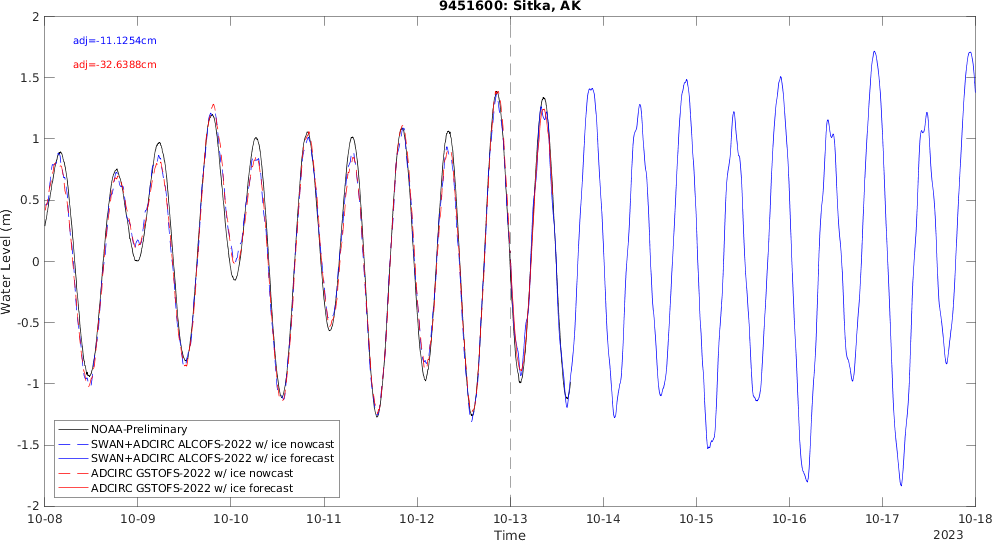 9451600: Sitka, AK
adj=-11.1254cm
adj=-32.6388cm
Water Level (m)
2
1.5
1
0.5
0
-0.5
-1
-1.5
-2
NOAA-Preliminary
SWAN+ADCIRC ALCOFS-2022 w/ ice nowcast
SWAN+ADCIRC ALCOFS-2022 w/ ice forecast
ADCIRC GSTOFS-2022 w/ ice nowcast
ADCIRC GSTOFS-2022 w/ ice forecast
10-08 10-09 10-10 10-11 10-12 10-13 10-14 10-15 10-16 10-17 10-18
Time
2023